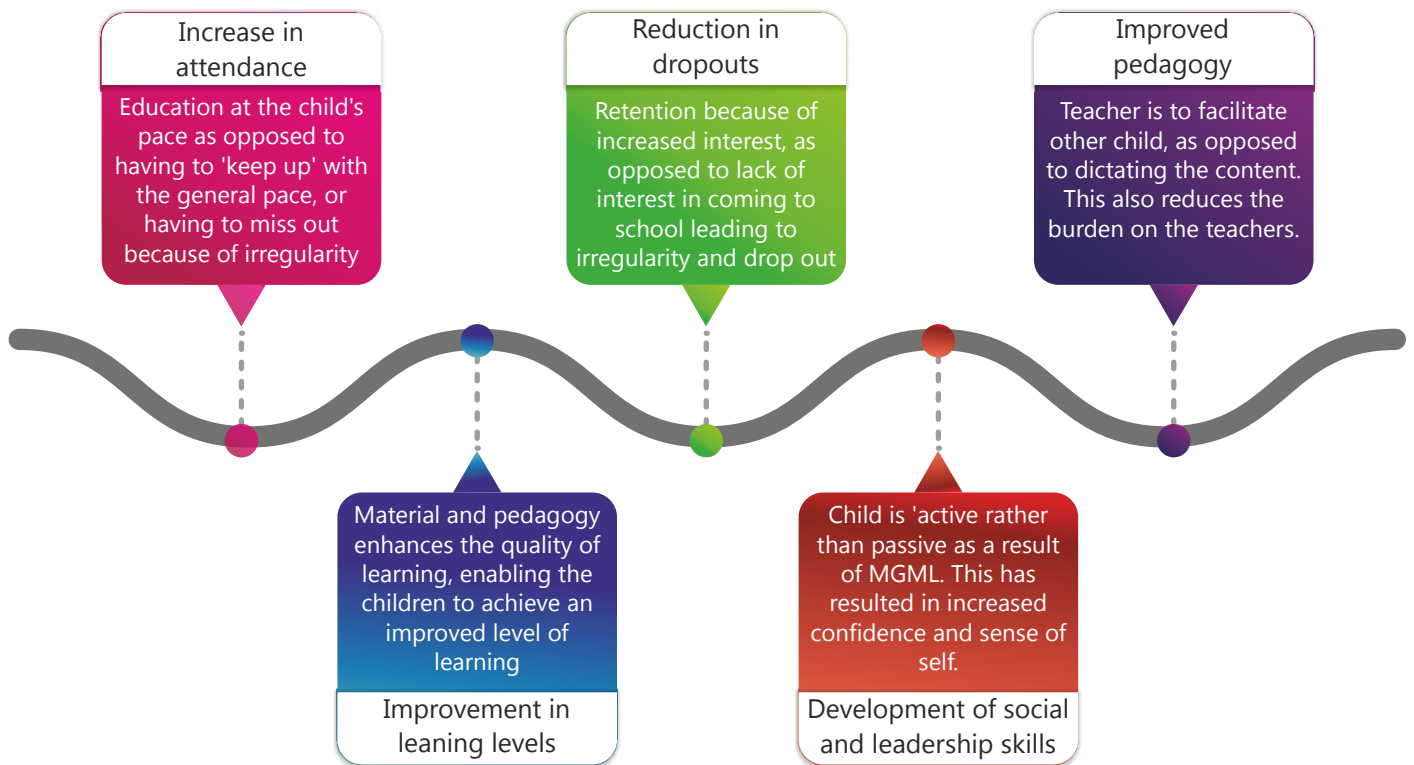 Increase in
attendance
Education at the child's
pace as opposed to
having to 'keep up' with
the general pace, or
having to miss out
because of irregularity
Material and pedagogy
enhances the quality of
learning, enabling the
children to achieve an
improved level of
learning
Improvement in
leaning levels
Reduction in
dropouts
Retention because of
increased interest, as
opposed to lack of
interest in coming to
school leading to
irregularity and drop out
Child is 'active rather
than passive as a result
of MGML. This has
resulted in increased
confidence and sense of
self.
Development of social
and leadership skills
Improved
pedagogy
Teacher is to facilitate
other child, as opposed
to dictating the content.
This also reduces the
burden on the teachers.